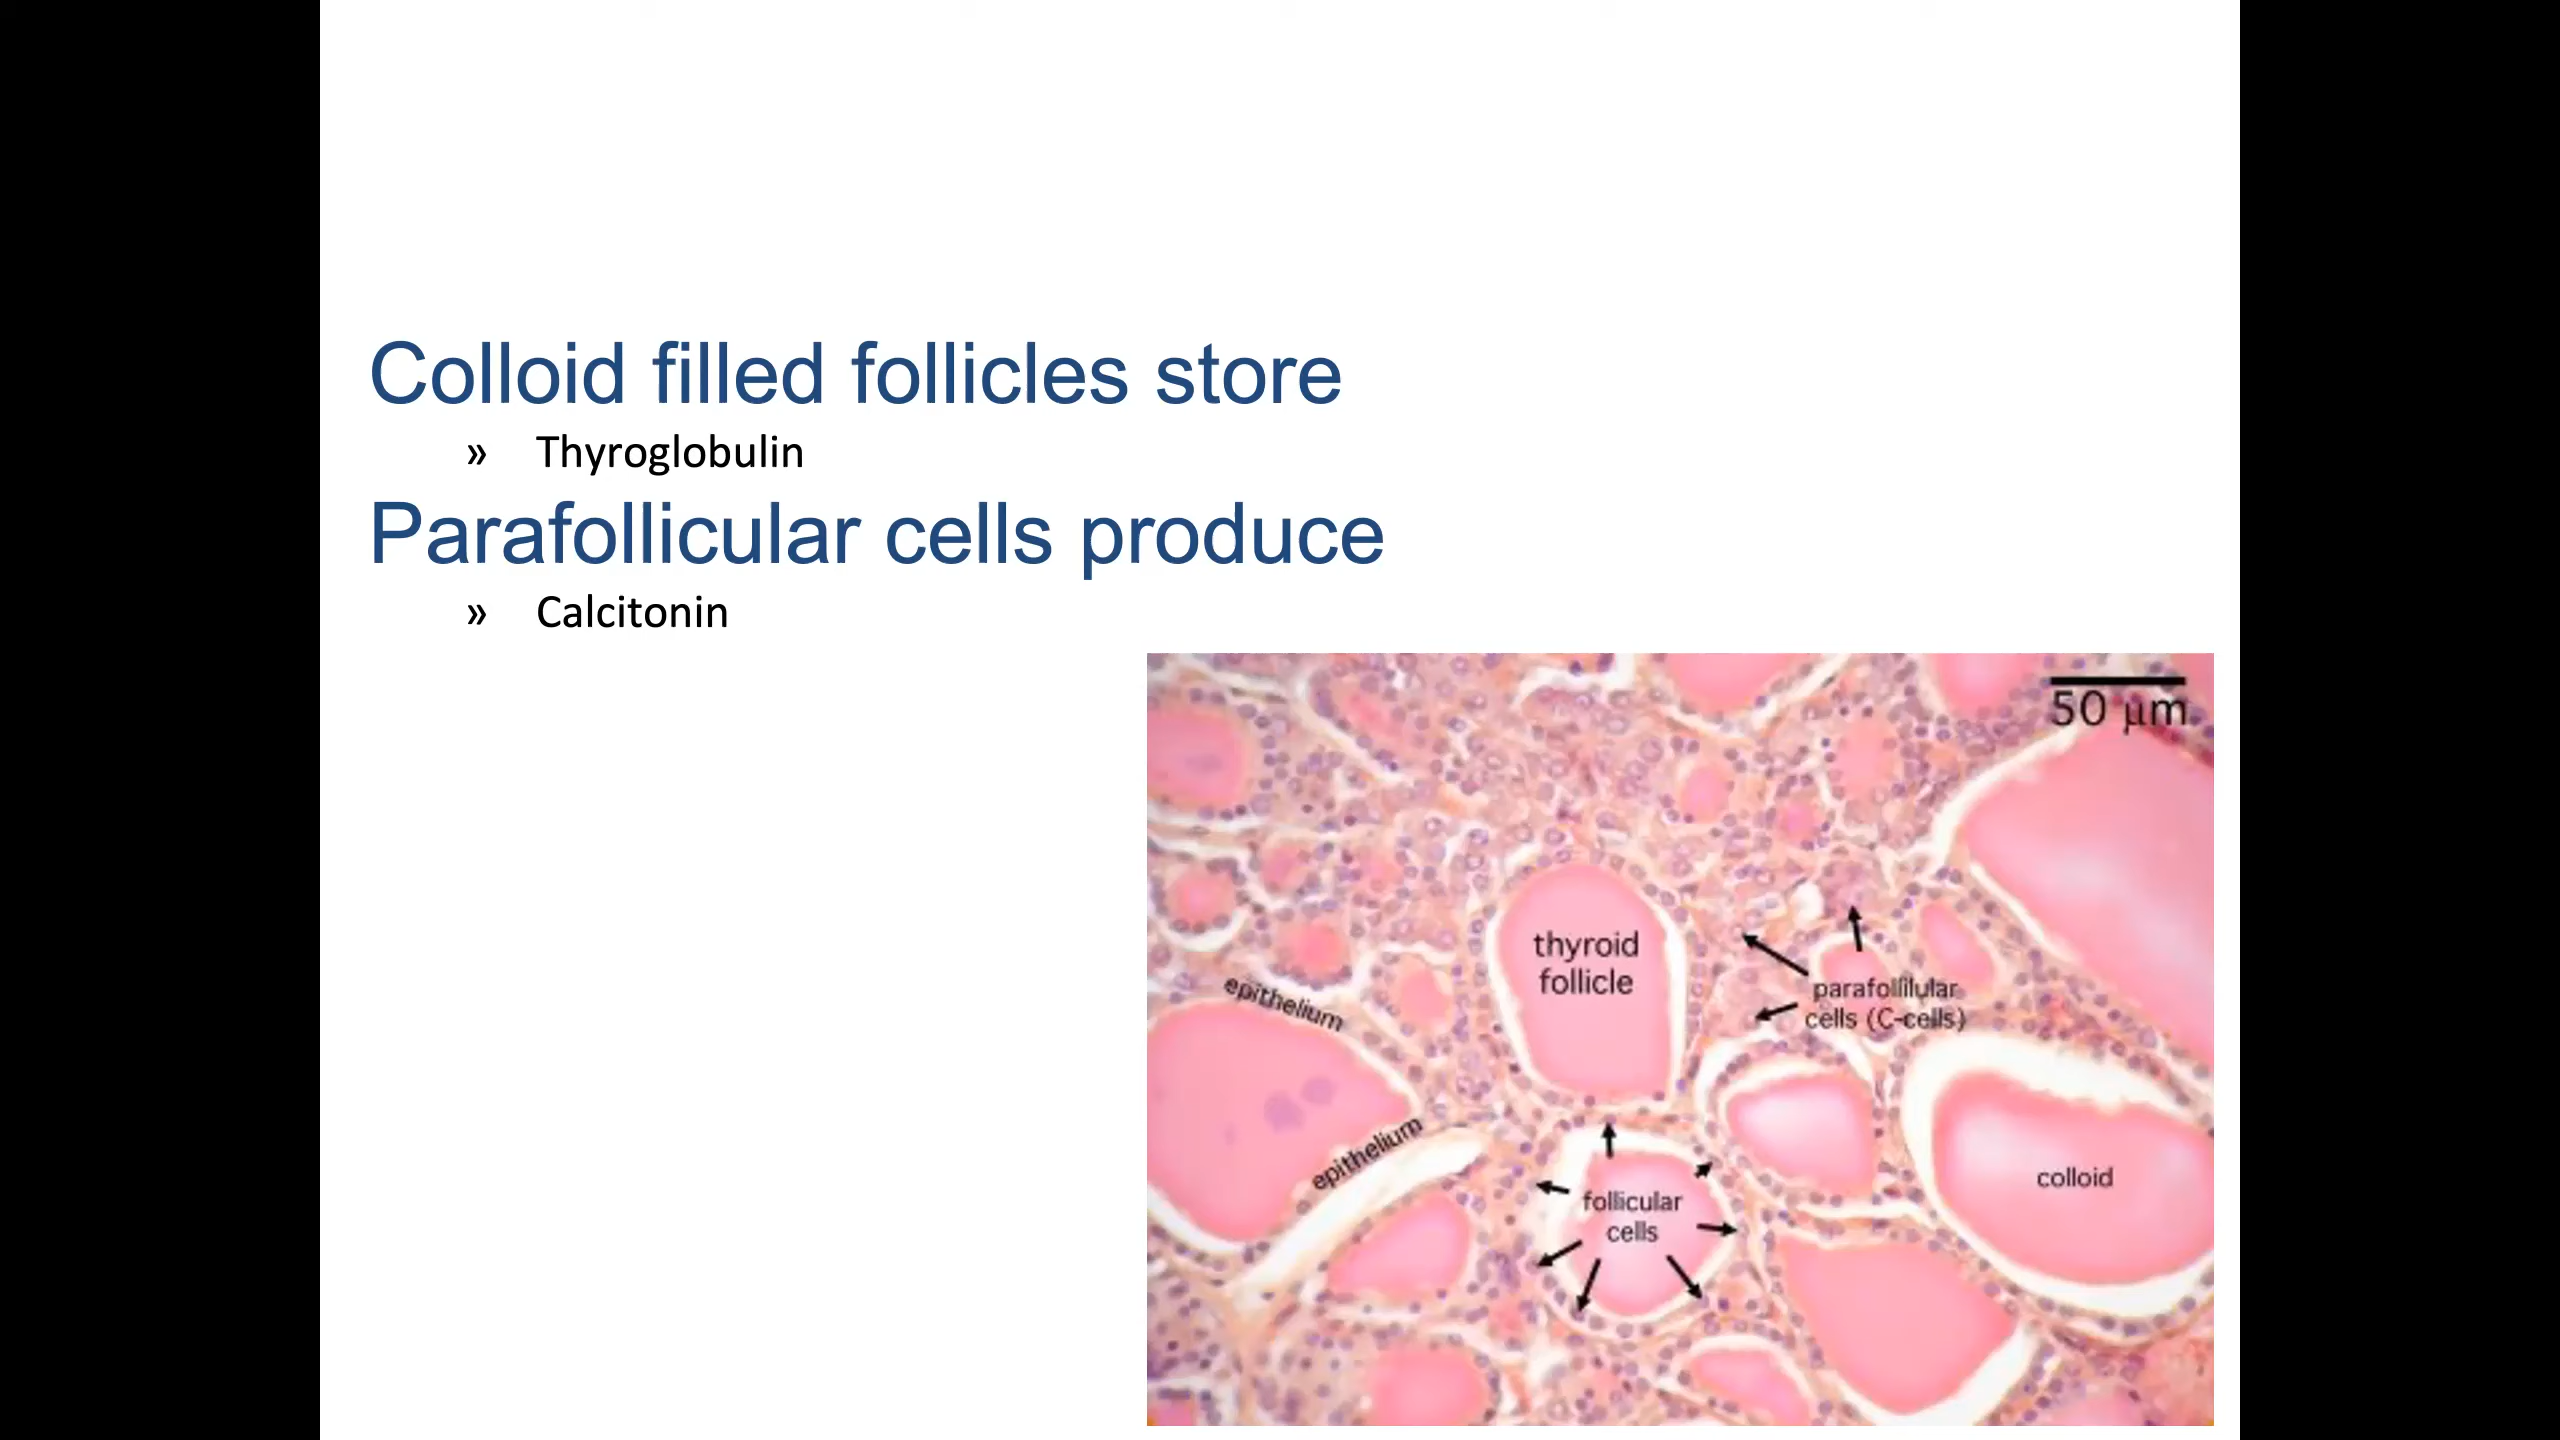 Colloid filled follicles store
» Thyroglobulin
Parafollicular cells produce
» Calcitonin
50 µm
thyroid
follicle
parafollilular
cells (C-cells)
epithelium
epithelium
colloid
follicular
cells